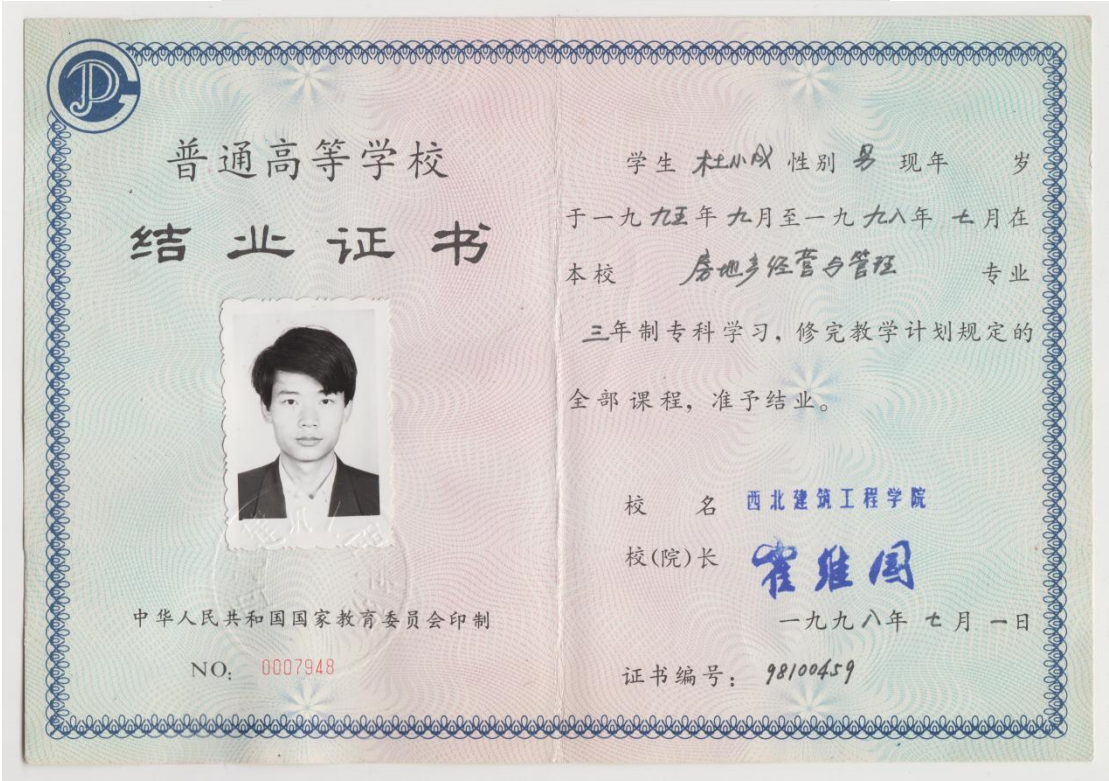 普通高等学校
结业证书
中华人民共和国国家教育委员会印制
NO: 0007948
学生 杜小成 性别 男 现年 岁
于一九九五年九月至一九九八年七月在
本校 房地产经营与管理 专业
三年制专科学习，修完教学计划规定的
全部课程，准予结业。
校 名 西北建筑工程学院
校(院)长 霍维国
一九九八年七月一日
证书编号： 98100459